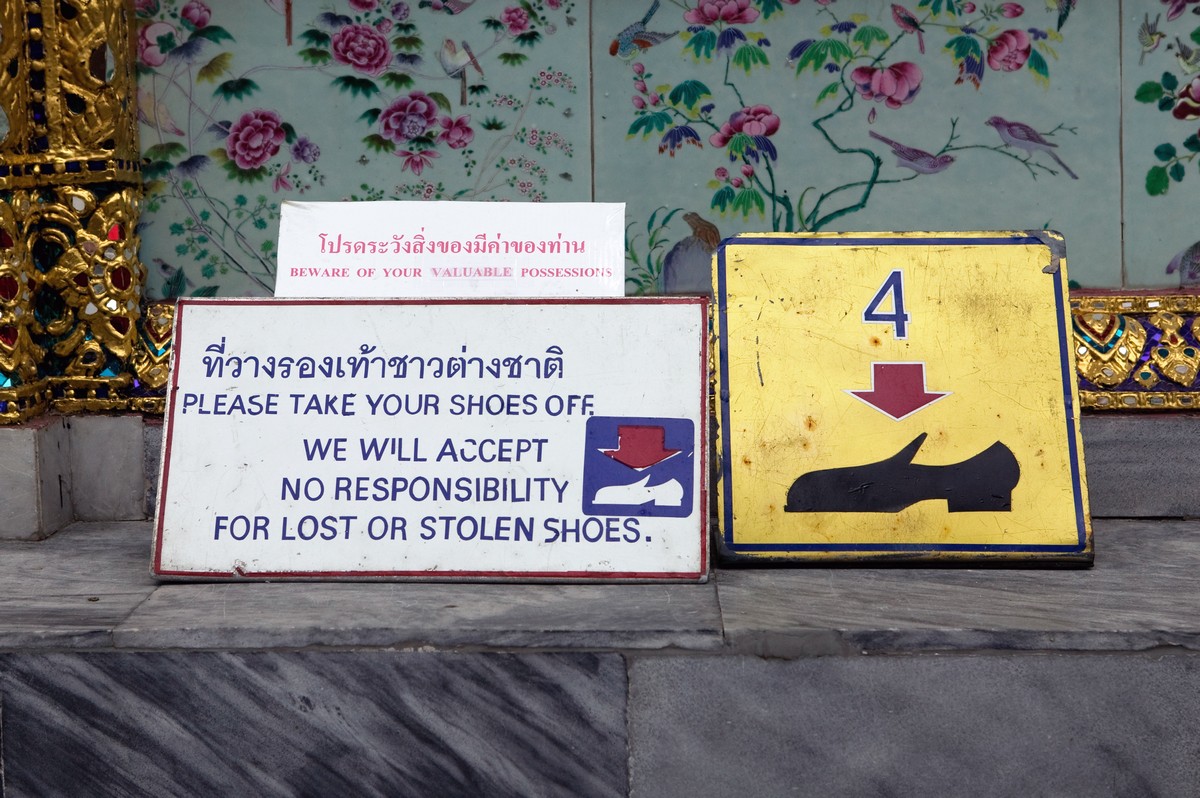 โปรดระวังสิ่งของมีค่าของท่าน
BEWARE OF YOUR VALUABLE POSSESSIONS
ที่วางรองเท้าชาวต่างชาติ
PLEASE TAKE YOUR SHOES OFF.
WE WILL ACCEPT
NO RESPONSIBILITY
FOR LOST OR STOLEN SHOES.
4